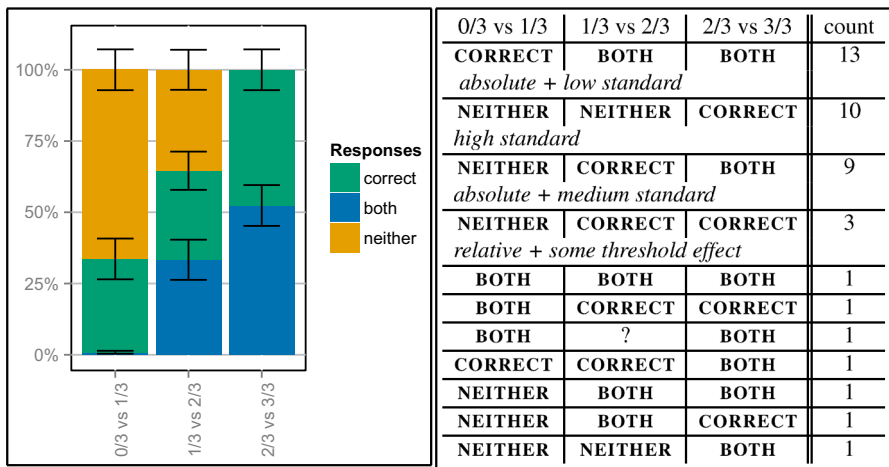 100%
75%
50%
25%
0%
0/3 vs 1/3
1/3 vs 2/3
2/3 vs 3/3
Responses
correct
both
neither
0/3 vs 1/3 1/3 vs 2/3 2/3 vs 3/3 count
CORRECT BOTH BOTH 13
absolute + low standard
NEITHER NEITHER CORRECT 10
high standard
NEITHER CORRECT BOTH 9
absolute + medium standard
NEITHER CORRECT CORRECT 3
relative + some threshold effect
BOTH BOTH BOTH 1
BOTH CORRECT CORRECT 1
BOTH ? BOTH 1
CORRECT CORRECT BOTH 1
NEITHER BOTH BOTH 1
NEITHER BOTH CORRECT 1
NEITHER NEITHER BOTH 1